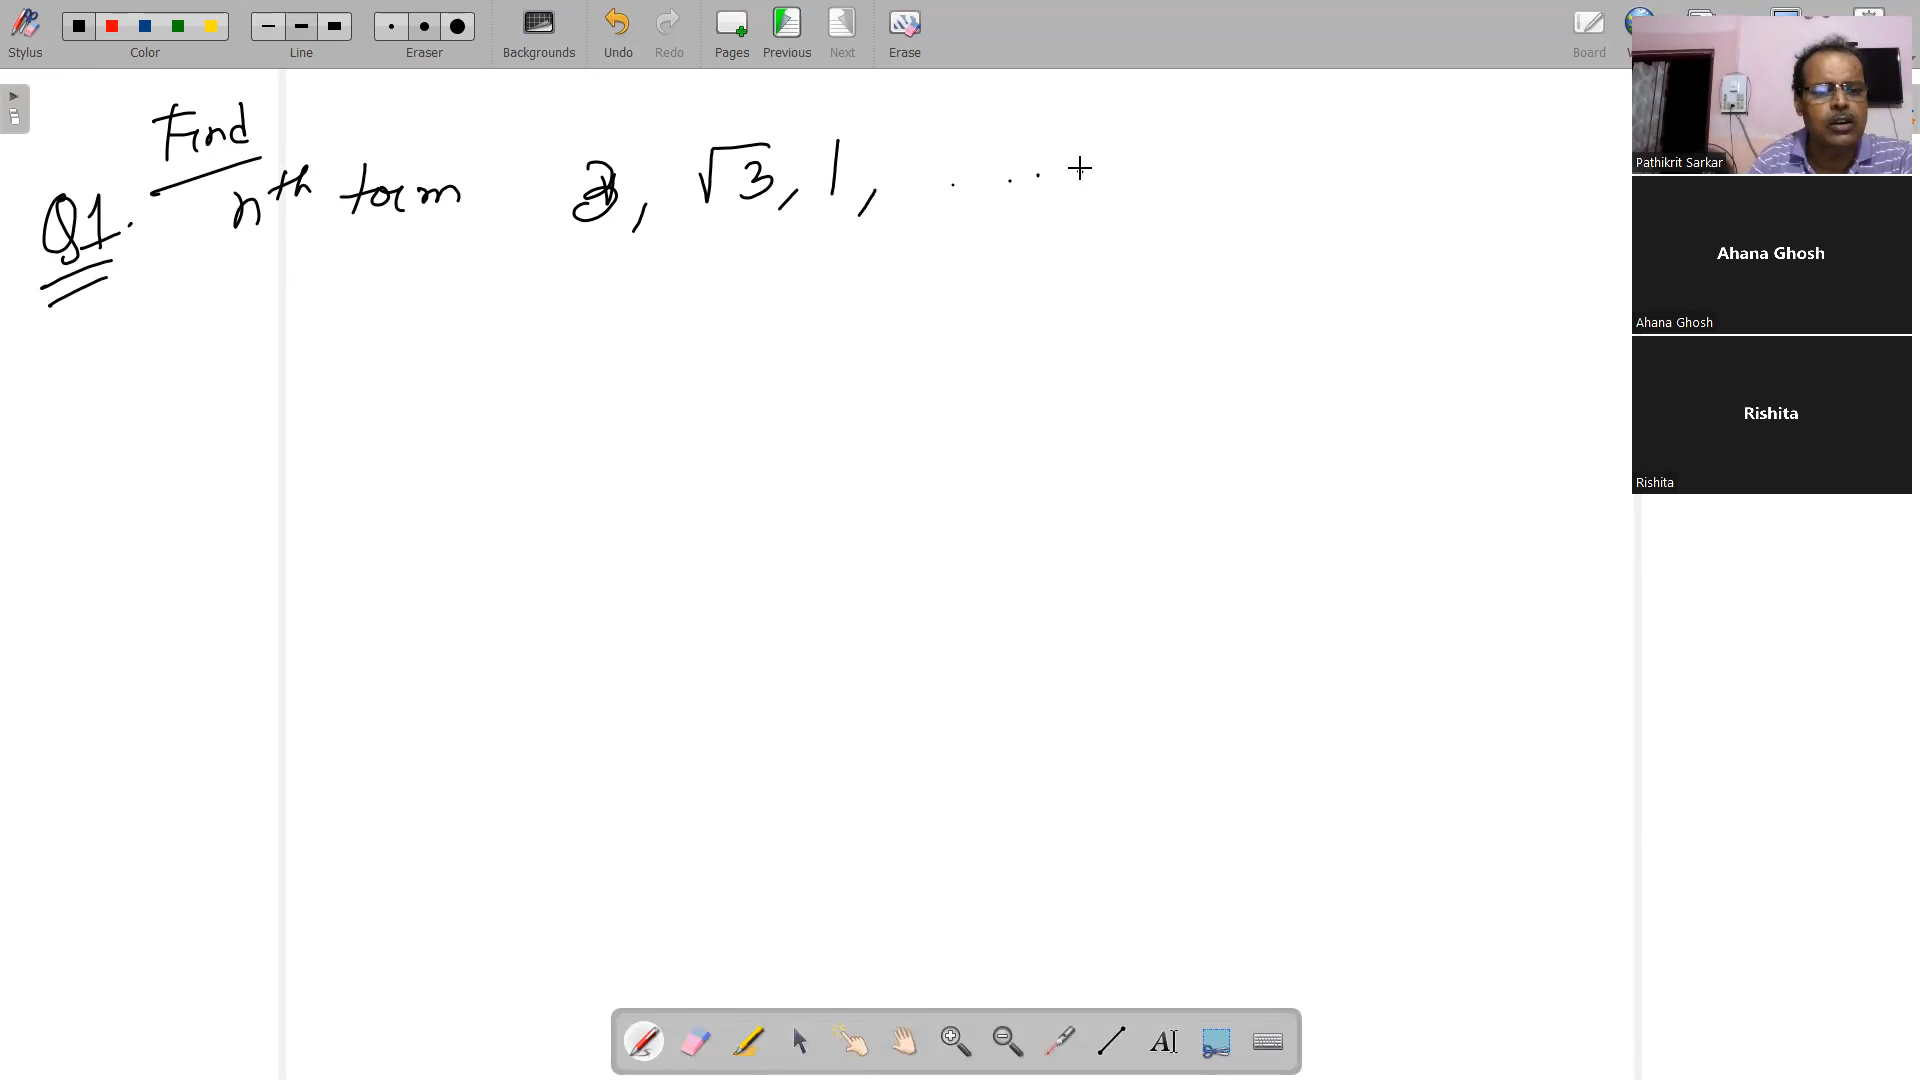 Stylus Color Line Eraser Backgrounds Undo Redo Pages Previous Next Erase Board
Find
Q1. nth term , √3, 1, . . .
Pathikrit Sarkar
Ahana Ghosh
Ahana Ghosh
Rishita
Rishita